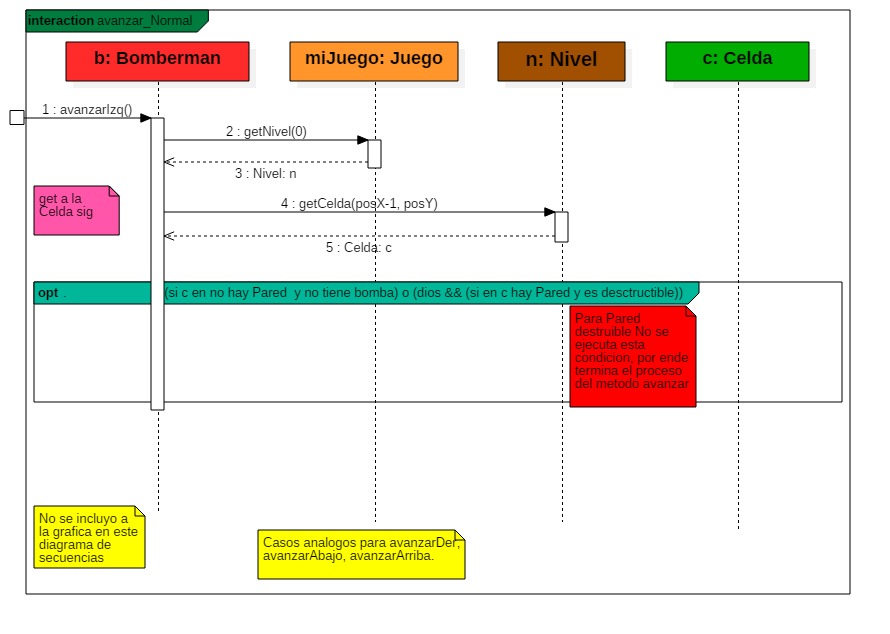 interaction avanzar_Normal
b: Bomberman
miJuego: Juego
n: Nivel
c: Celda
1 : avanzarIzq()
2 : getNivel(0)
3 : Nivel: n
get a la
Celda sig
4 : getCelda(posX-1, posY)
5 : Celda: c
opt .
(si c en no hay Pared y no tiene bomba) o (dios && (si en c hay Pared y es desctructible))
Para Pared
destruible No se
ejecuta esta
condicion, por ende
termina el proceso
del metodo avanzar
No se incluyo a
la grafica en este
diagrama de
secuencias
Casos analogos para avanzarDer,
avanzarAbajo, avanzarArriba.